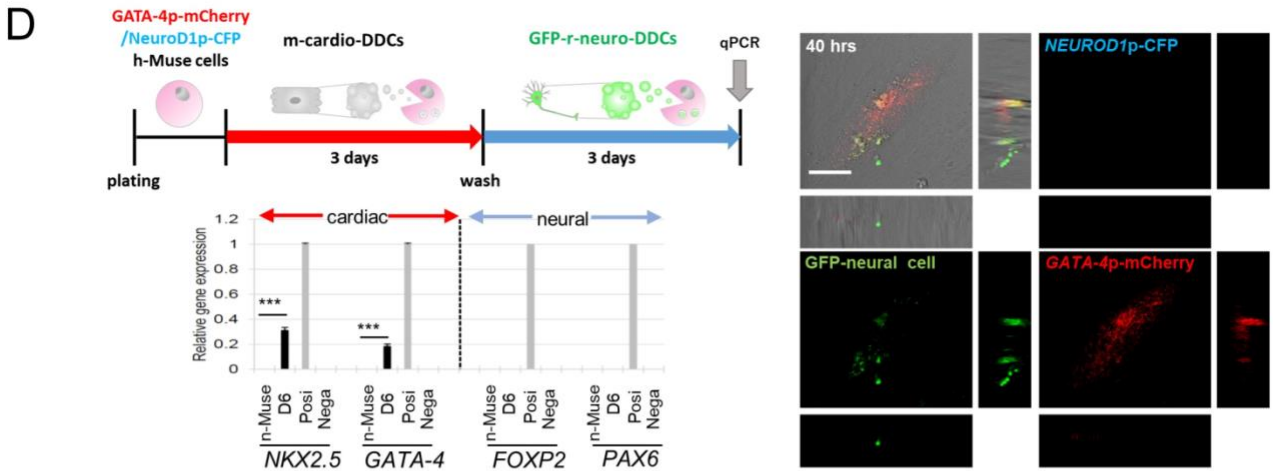 D
GATA-4p-mCherry
/NeuroD1p-CFP
h-Muse cells
m-cardio-DDCs
GFP-r-neuro-DDCs
qPCR
3 days
3 days
plating
wash
cardiac
neural
Relative gene expression
1.2
1
0.8
0.6
0.4
0.2
0
***
***
n-Muse
D6
Posi
Nega
n-Muse
D6
Posi
Nega
n-Muse
D6
Posi
Nega
n-Muse
D6
Posi
Nega
NKX2.5
GATA-4
FOXP2
PAX6
40 hrs
NEUROD1p-CFP
GFP-neural cell
GATA-4p-mCherry